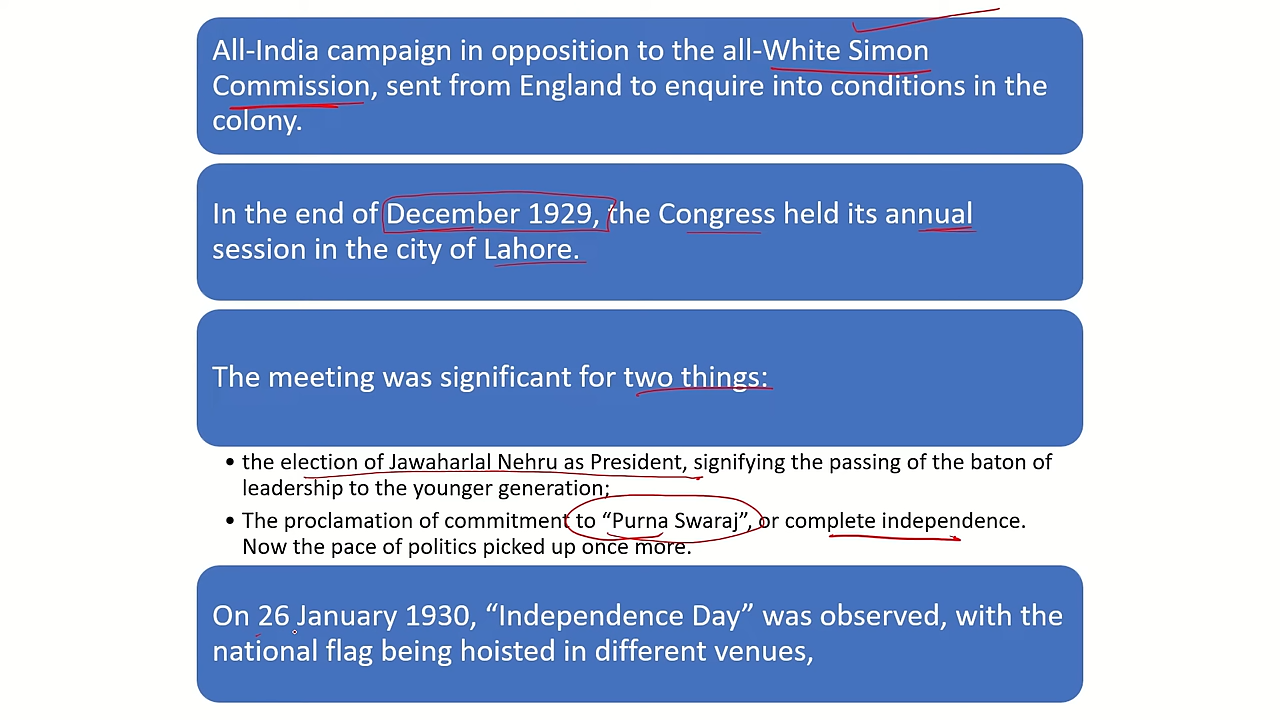 All-India campaign in opposition to the all-White Simon
Commission, sent from England to enquire into conditions in the
colony.
In the end of December 1929, the Congress held its annual
session in the city of Lahore.
The meeting was significant for two things:
• the election of Jawaharlal Nehru as President, signifying the passing of the baton of
leadership to the younger generation;
• The proclamation of commitment to “Purna Swaraj”, or complete independence.
Now the pace of politics picked up once more.
On 26 January 1930, “Independence Day” was observed, with the
national flag being hoisted in different venues,